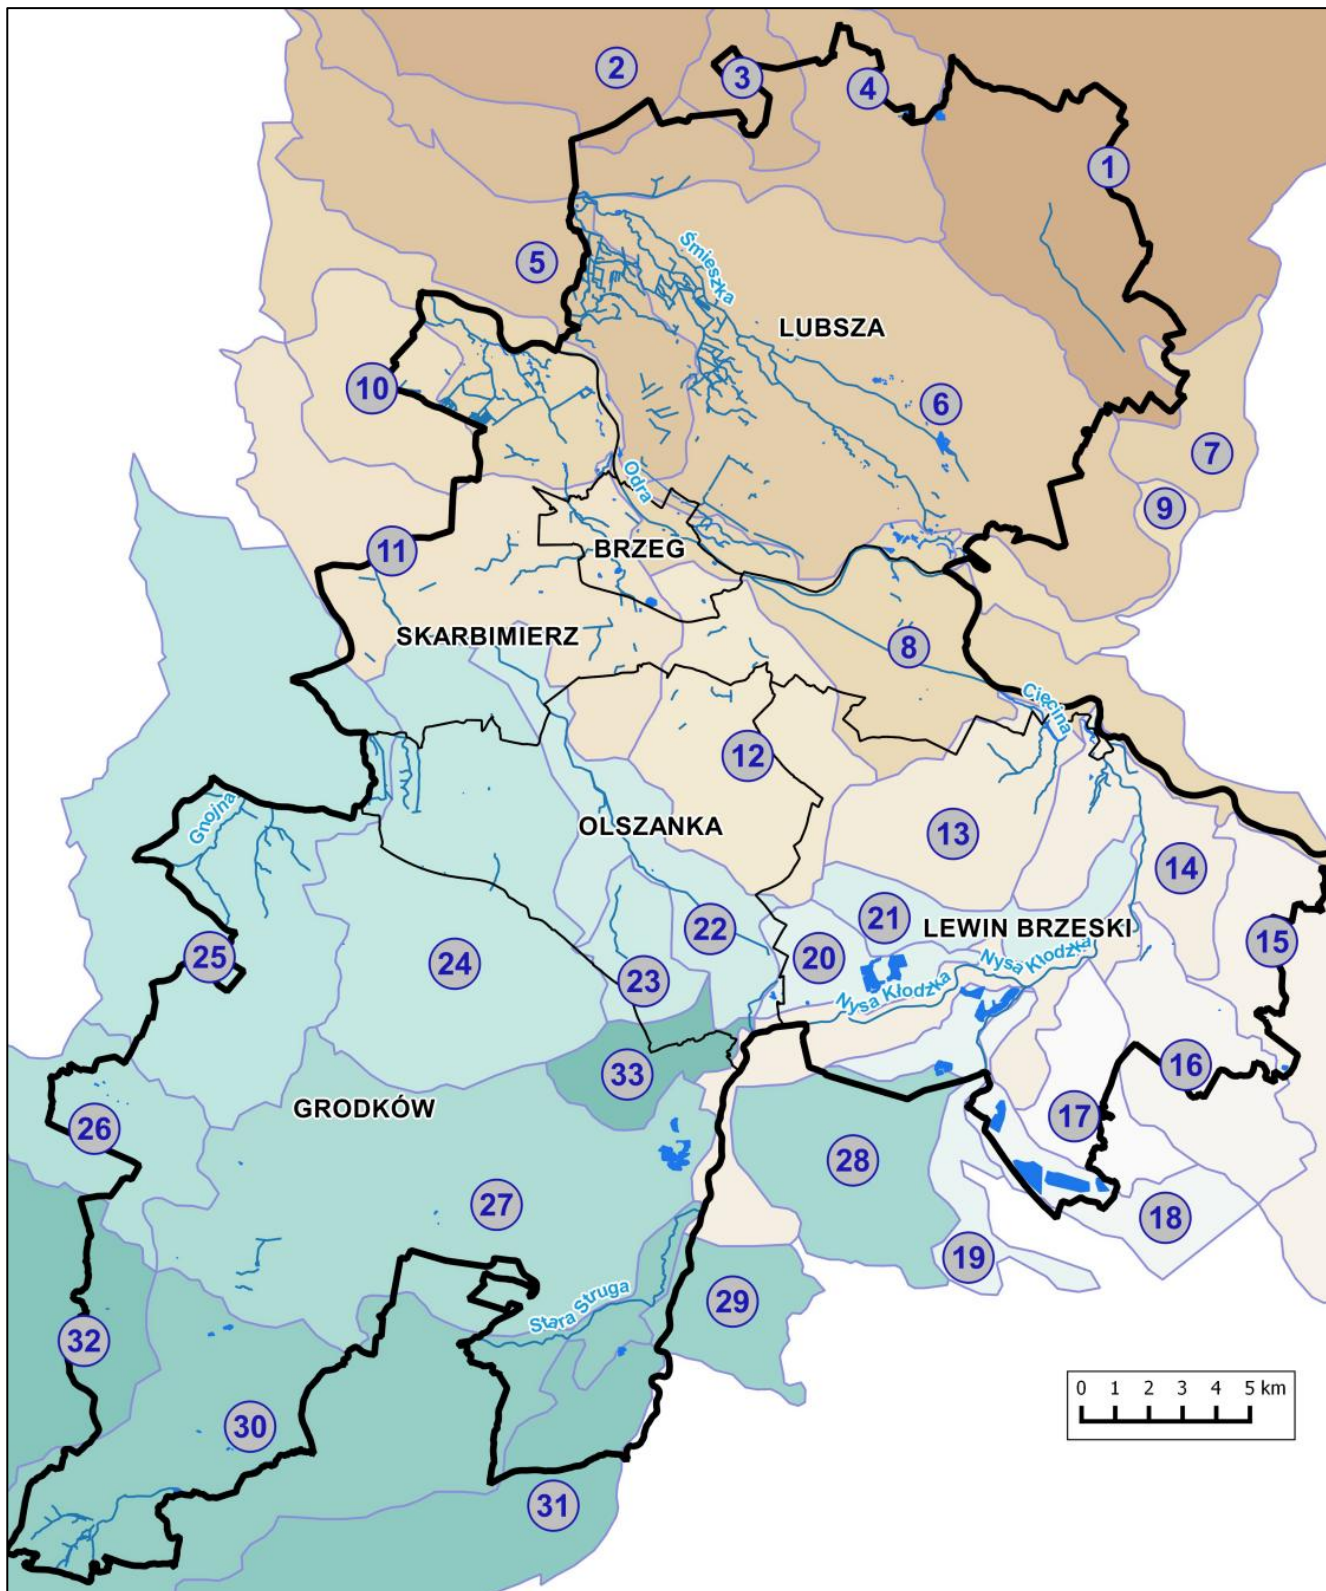 2
3
4
1
5
Śmieszka
LUBSZA
10
6
7
9
Odra
11
BRZEG
SKARBIMIERZ
8
Cięcina
12
Gnojna
OLSZANKA
13
14
21
22
LEWIN BRZESKI
15
25
24
20
Nysa Kłodzka
23
Nysa Kłodzka
33
16
GRODKÓW
17
26
28
27
18
19
29
Stara Struga
32
0 1 2 3 4 5 km
30
31